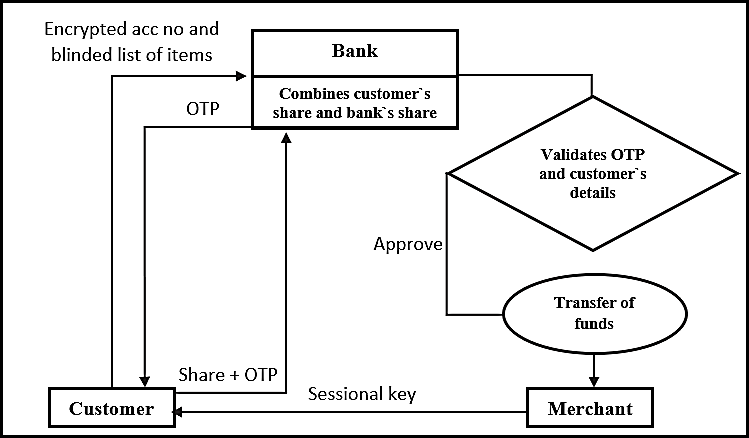 Encrypted acc no and
blinded list of items
Bank
Combines customer`s
share and bank`s share
OTP
Validates OTP
and customer`s
details
Approve
Transfer of
funds
Share + OTP
Sessional key
Customer
Merchant